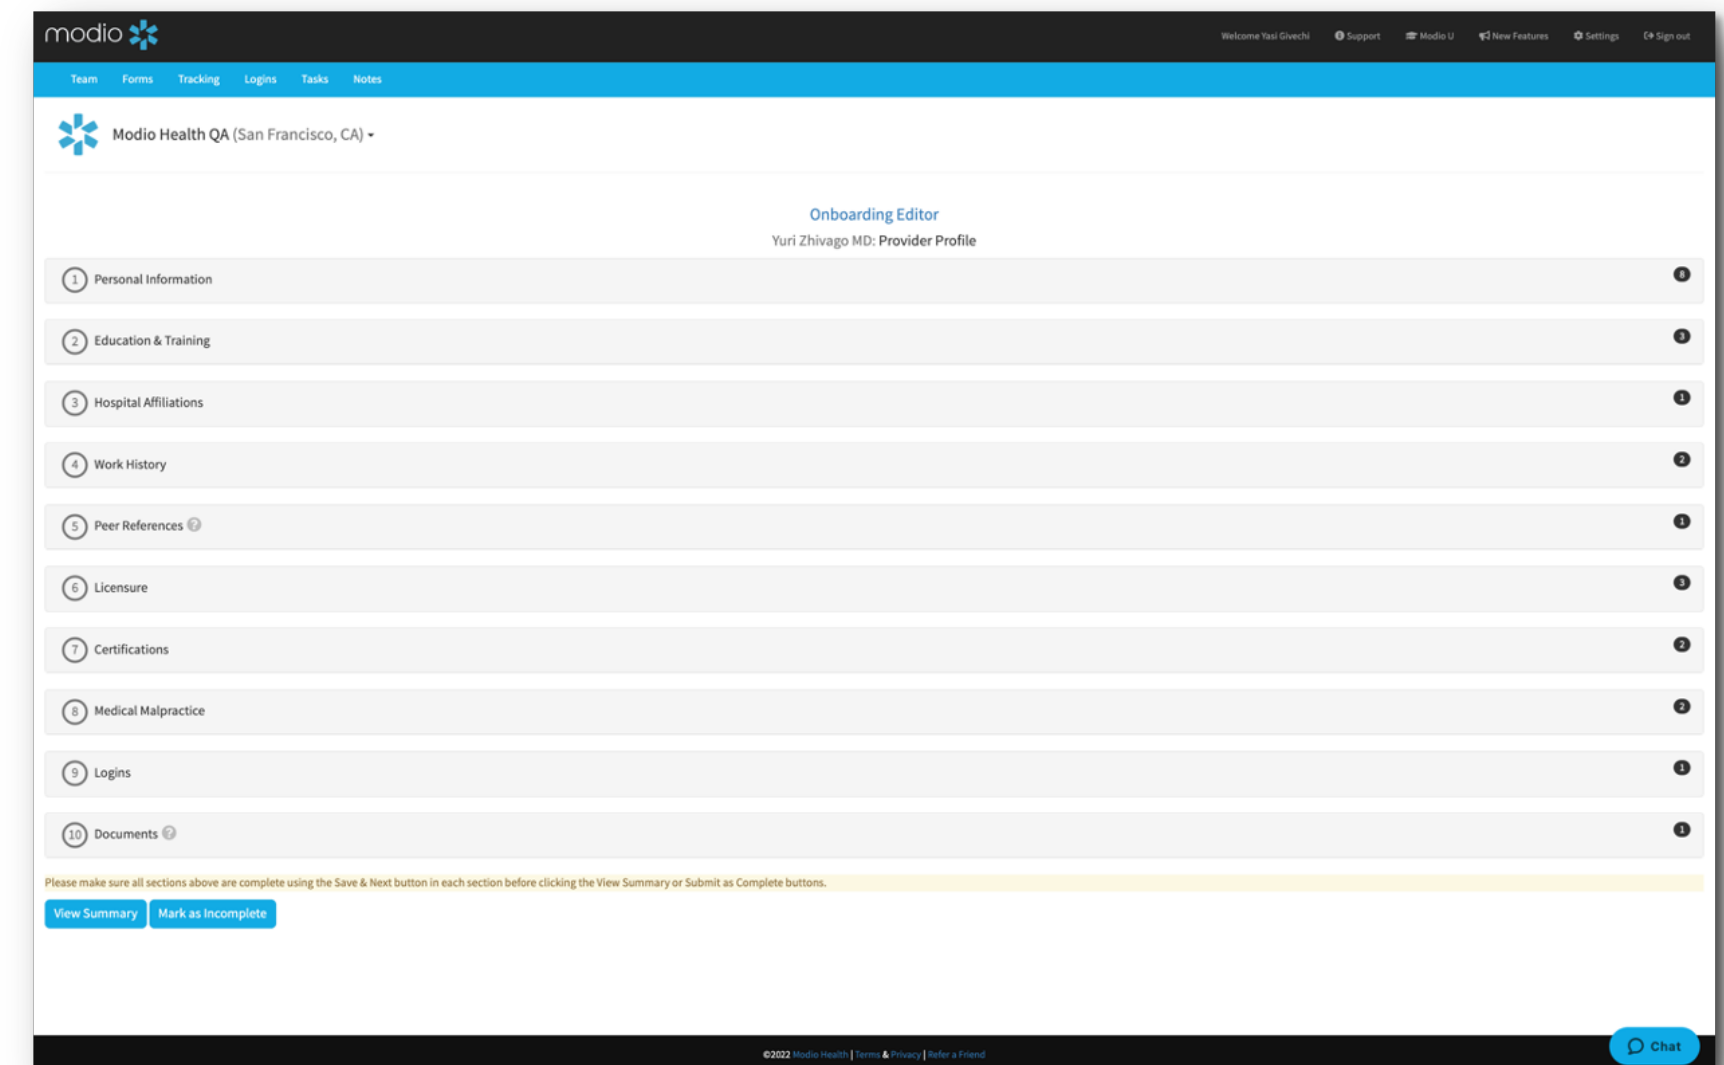 modio
Welcome Yasi Givechi Support Modio U New Features Settings Sign out
Team Forms Tracking Logins Tasks Notes
Modio Health QA (San Francisco, CA)
Onboarding Editor
Yuri Zhivago MD: Provider Profile
1 Personal Information 8
2 Education & Training 3
3 Hospital Affiliations 1
4 Work History 2
5 Peer References ? 1
6 Licensure 3
7 Certifications 2
8 Medical Malpractice 2
9 Logins 1
10 Documents ? 1
Please make sure all sections above are complete using the Save & Next button in each section before clicking the View Summary or Submit as Complete buttons.
View Summary Mark as Incomplete
©2022 Modio Health | Terms & Privacy | Refer a Friend
Chat